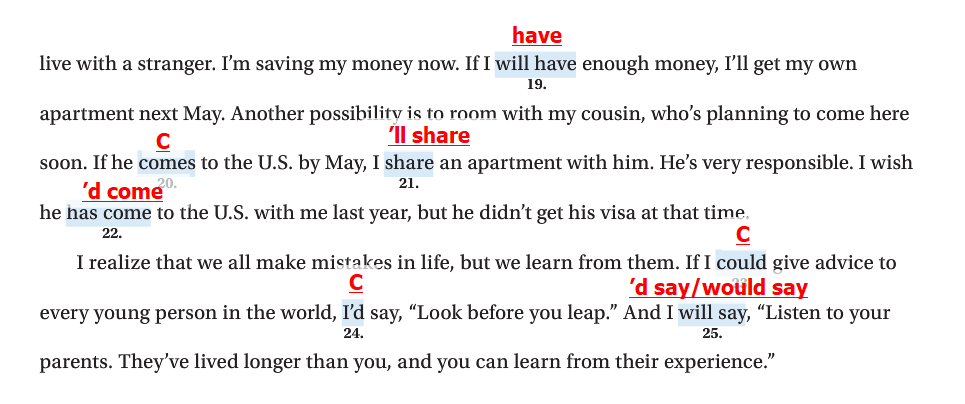 have
live with a stranger. I’m saving my money now. If I will have enough money, I’ll get my own
19.
apartment next May. Another possibility is to room with my cousin, who’s planning to come here
C ’ll share
soon. If he comes to the U.S. by May, I share an apartment with him. He’s very responsible. I wish
’d come 20. 21.
he has come to the U.S. with me last year, but he didn’t get his visa at that time.
22. C
I realize that we all make mistakes in life, but we learn from them. If I could give advice to
C ’d say/would say
every young person in the world, I’d say, “Look before you leap.” And I will say, “Listen to your
24. 25.
parents. They’ve lived longer than you, and you can learn from their experience.”